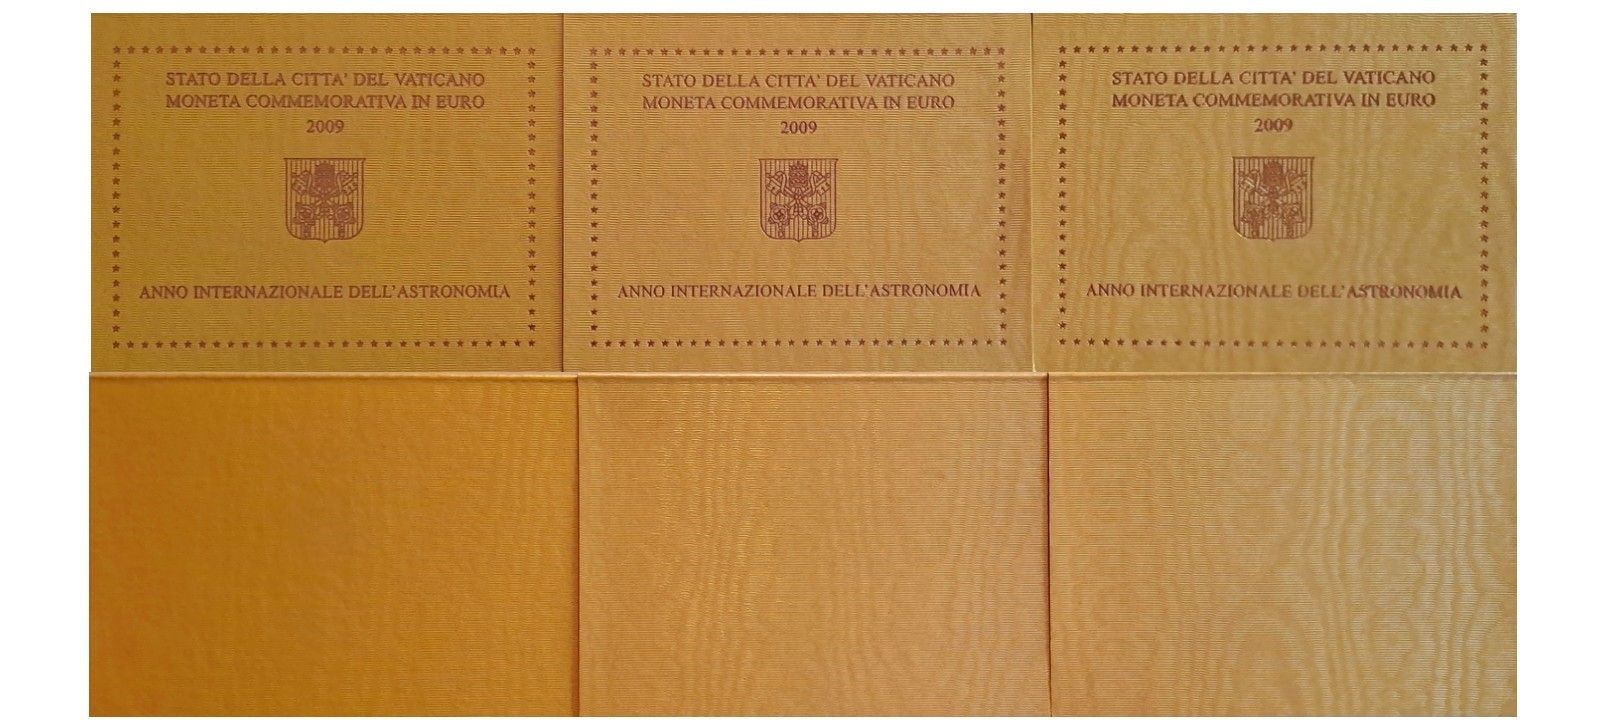 STATO DELLA CITTA' DEL VATICANO
MONETA COMMEMORATIVA IN EURO
2009
ANNO INTERNAZIONALE DELL'ASTRONOMIA
STATO DELLA CITTA' DEL VATICANO
MONETA COMMEMORATIVA IN EURO
2009
ANNO INTERNAZIONALE DELL'ASTRONOMIA
STATO DELLA CITTA' DEL VATICANO
MONETA COMMEMORATIVA IN EURO
2009
ANNO INTERNAZIONALE DELL'ASTRONOMIA